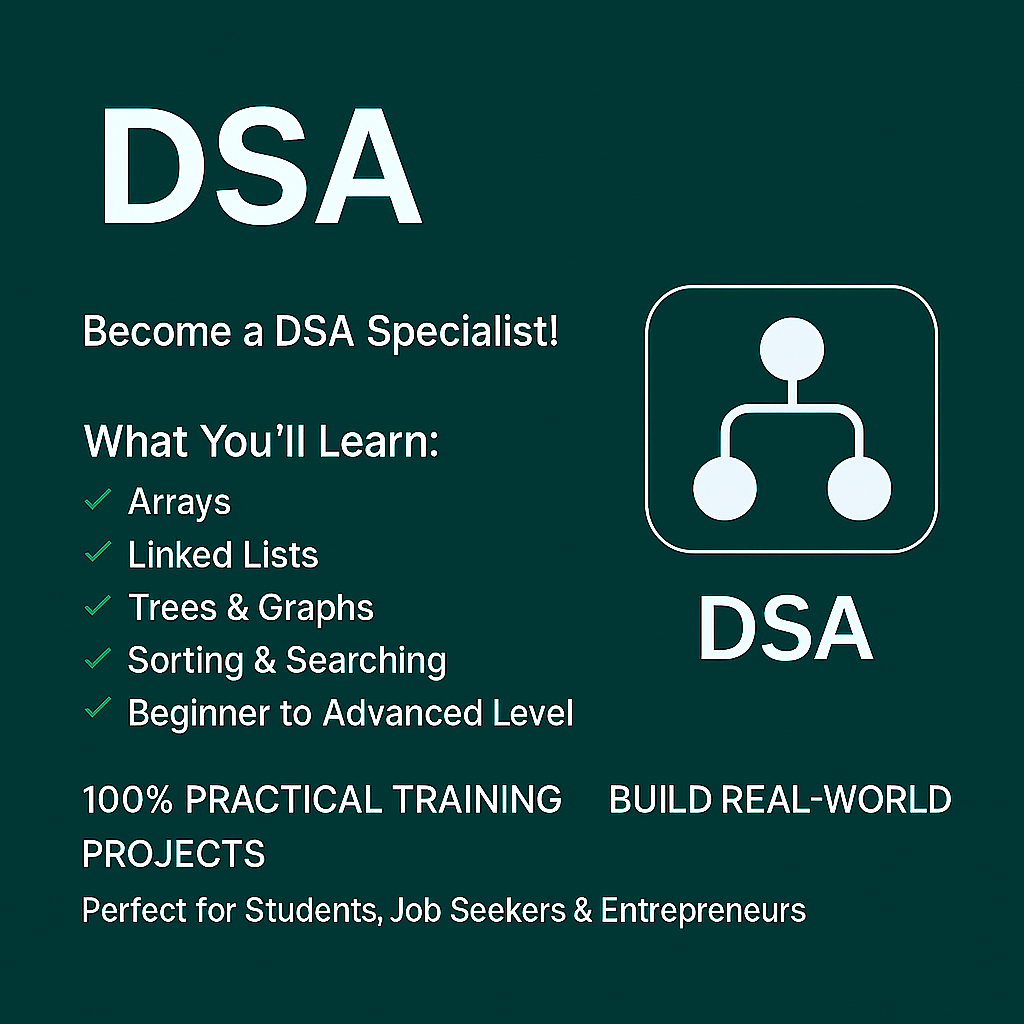 DSA
Become a DSA Specialist!
What You'll Learn:
✓ Arrays
✓ Linked Lists
✓ Trees & Graphs
✓ Sorting & Searching
✓ Beginner to Advanced Level
DSA
100% PRACTICAL TRAINING BUILD REAL-WORLD
PROJECTS
Perfect for Students, Job Seekers & Entrepreneurs